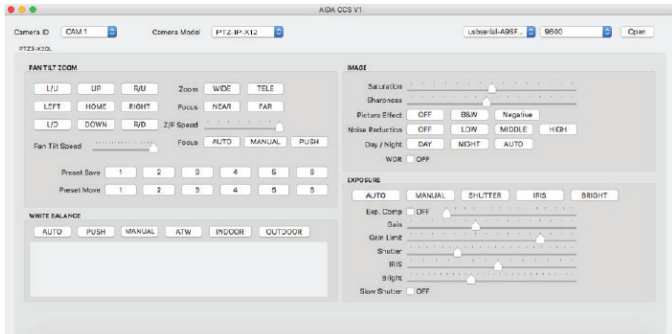 AIDA CCS V1
Camera ID CAM 1 Camera Model PTZ-IP-X12 usbserial-A9SF... 9600 Open
PTZ3-X20L
PAN TILT ZOOM
L/U UP R/U Zoom WIDE TELE
LEFT HOME RIGHT Focus NEAR FAR
L/D DOWN R/D Z/F Speed
Pan Tilt Speed Focus AUTO MANUAL PUSH
Preset Save 1 2 3 4 5 6
Preset Move 1 2 3 4 5 6
WHITE BALANCE
AUTO PUSH MANUAL ATW INDOOR OUTDOOR
IMAGE
Saturation
Sharpness
Picture Effect OFF B&W Negative
Noise Reduction OFF LOW MIDDLE HIGH
Day / Night DAY NIGHT AUTO
WDR OFF
EXPOSURE
AUTO MANUAL SHUTTER IRIS BRIGHT
Exp. Comp OFF
Gain
Gain Limit
Shutter
IRIS
Bright
Slow Shutter OFF